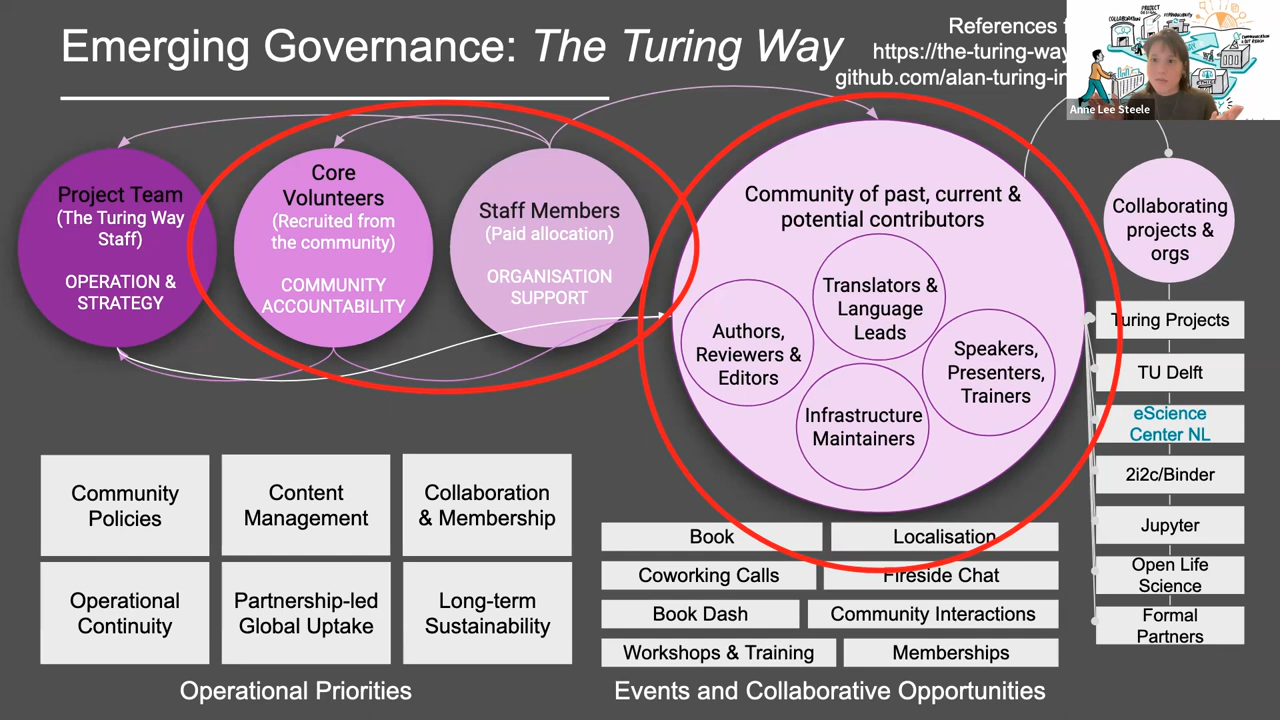 Emerging Governance: The Turing Way
References
https://the-turing-way
github.com/alan-turing-in
COLLABORATION
PROJECT
DESIGN
Anne Lee Steele
Project Team
(The Turing Way
Staff)
OPERATION &
STRATEGY
Core
Volunteers
(Recruited from
the community)
COMMUNITY
ACCOUNTABILITY
Staff Members
(Paid allocation)
ORGANISATION
SUPPORT
Community of past, current &
potential contributors
Translators &
Language
Leads
Authors,
Reviewers &
Editors
Speakers,
Presenters,
Trainers
Infrastructure
Maintainers
Collaborating
projects &
orgs
Turing Projects
TU Delft
eScience
Center NL
2i2c/Binder
Jupyter
Open Life
Science
Formal
Partners
Community
Policies
Content
Management
Collaboration
& Membership
Operational
Continuity
Partnership-led
Global Uptake
Long-term
Sustainability
Operational Priorities
Book
Localisation
Coworking Calls
Fireside Chat
Book Dash
Community Interactions
Workshops & Training
Memberships
Events and Collaborative Opportunities